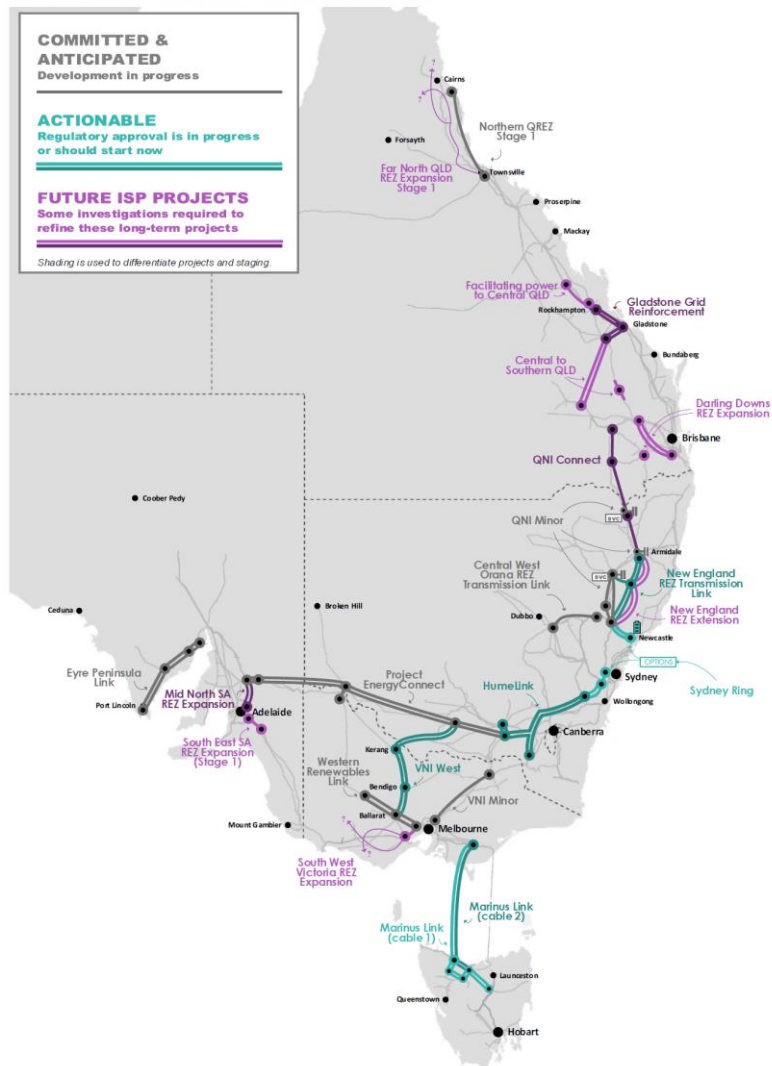 COMMITTED &
ANTICIPATED
Development in progress
ACTIONABLE
Regulatory approval is in progress
or should start now
FUTURE ISP PROJECTS
Some investigations required to
refine these long-term projects
Shading is used to differentiate projects and staging.
?
Cairns
?
Northern QREZ
Stage 1
Forsayth
Far North QLD
REZ Expansion
Stage 1
Townsville
Proserpine
Mackay
Facilitating power
to Central QLD
Gladstone Grid
Reinforcement
Rockhampton
Gladstone
Central to
Southern QLD
Bundaberg
Darling Downs
REZ Expansion
Brisbane
QNI Connect
Coober Pedy
SVC
QNI Minor
Armidale
Central West
Orana REZ
Transmission Link
SVC
New England
REZ Transmission
Link
New England
REZ Extension
Ceduna
Broken Hill
Dubbo
Newcastle
OPTIONS
Sydney
Sydney Ring
Eyre Peninsula
Link
Port Lincoln
Mid North SA
REZ Expansion
Adelaide
Project
EnergyConnect
HumeLink
Wollongong
Canberra
South East SA
REZ Expansion
(Stage 1)
Kerang
Western
Renewables
Link
VNI West
Bendigo
VNI Minor
Ballarat
Mount Gambier
Melbourne
?
?
South West
Victoria REZ
Expansion
Marinus Link
(cable 2)
Marinus Link
(cable 1)
Launceston
Queenstown
Hobart